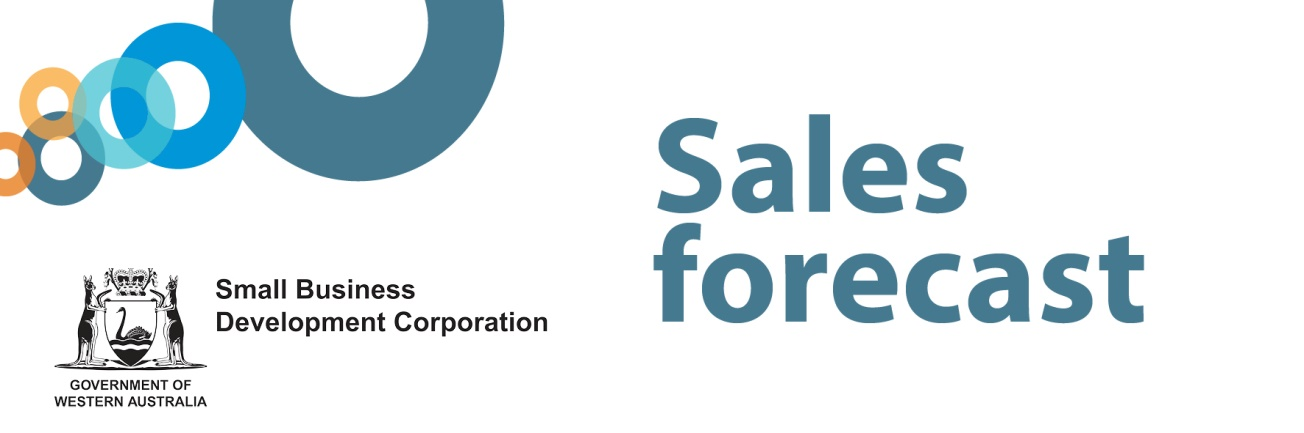 Small Business
Development Corporation
GOVERNMENT OF
WESTERN AUSTRALIA
Sales
forecast